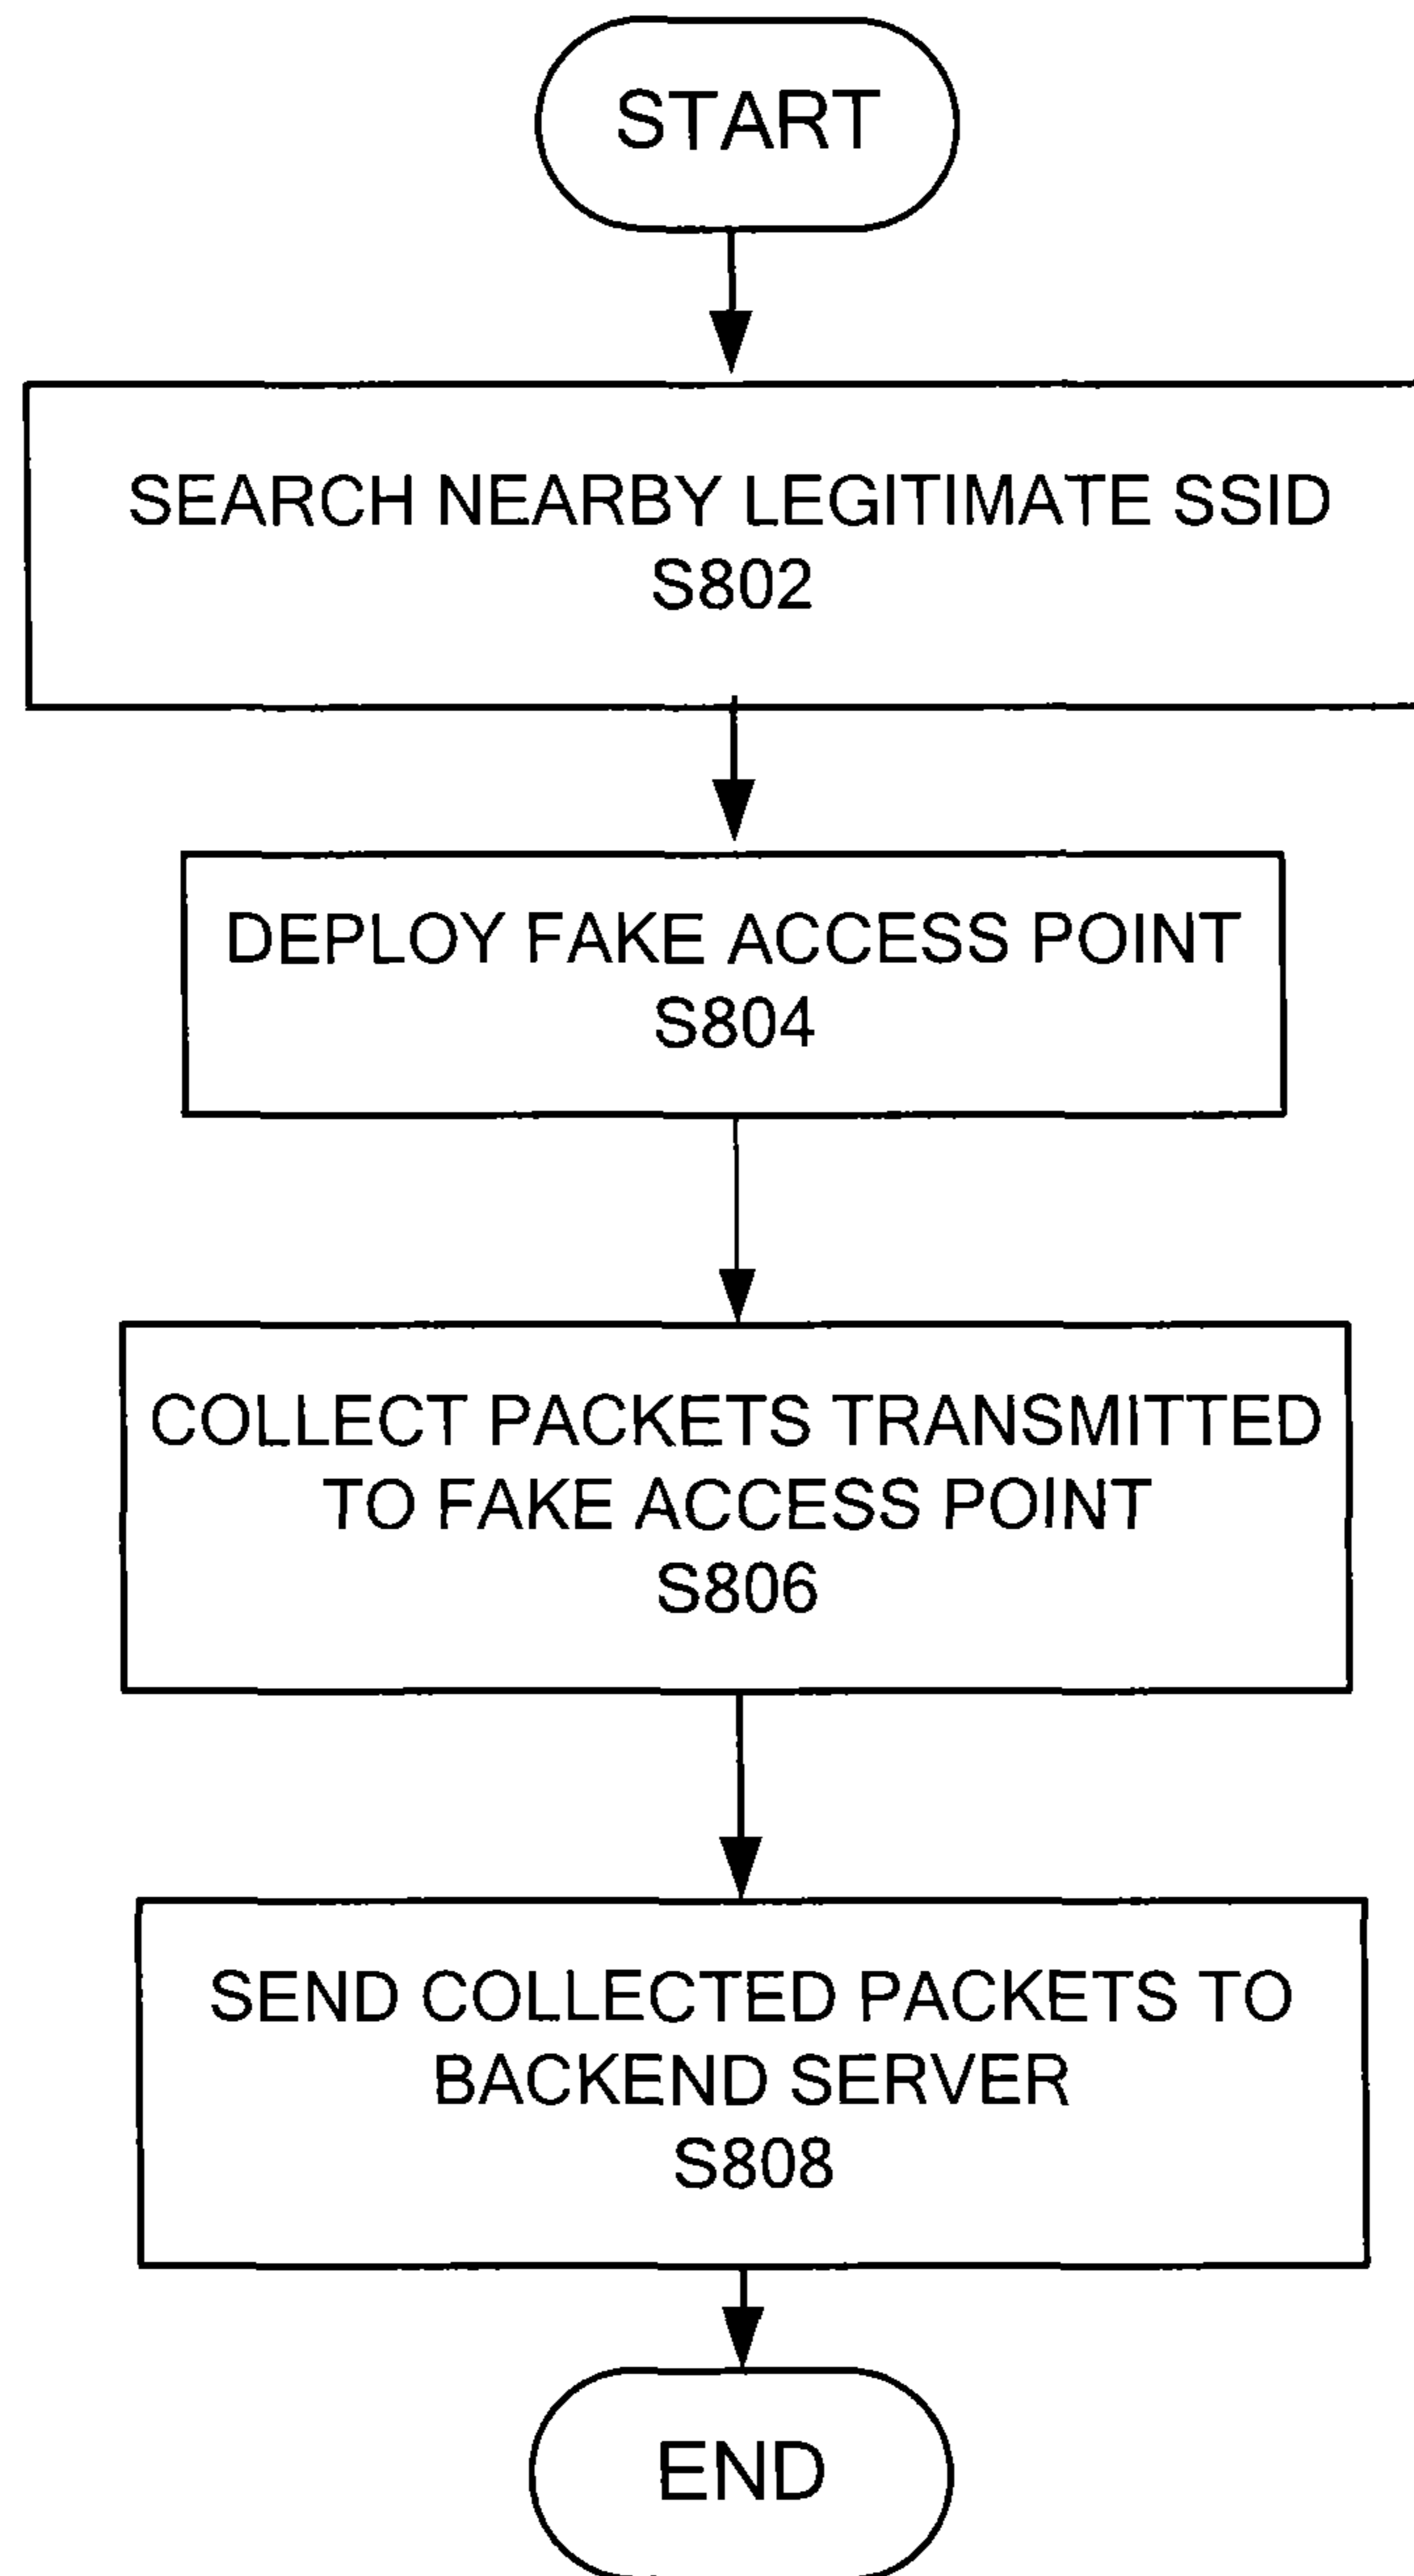 START
SEARCH NEARBY LEGITIMATE SSID
S802
DEPLOY FAKE ACCESS POINT
S804
COLLECT PACKETS TRANSMITTED
TO FAKE ACCESS POINT
S806
SEND COLLECTED PACKETS TO
BACKEND SERVER
S808
END